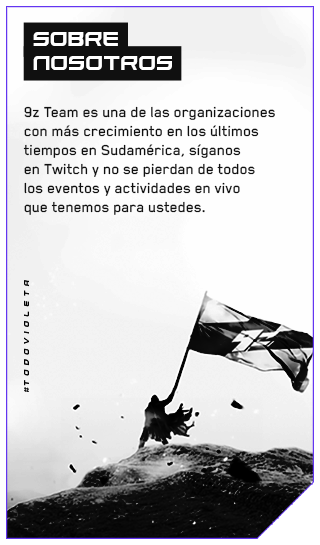 SOBRE
NOSOTROS
9z Team es una de las organizaciones
con más crecimiento en los últimos
tiempos en Sudamérica, síganos
en Twitch y no se pierdan de todos
los eventos y actividades en vivo
que tenemos para ustedes.
#TODOVIOLETA